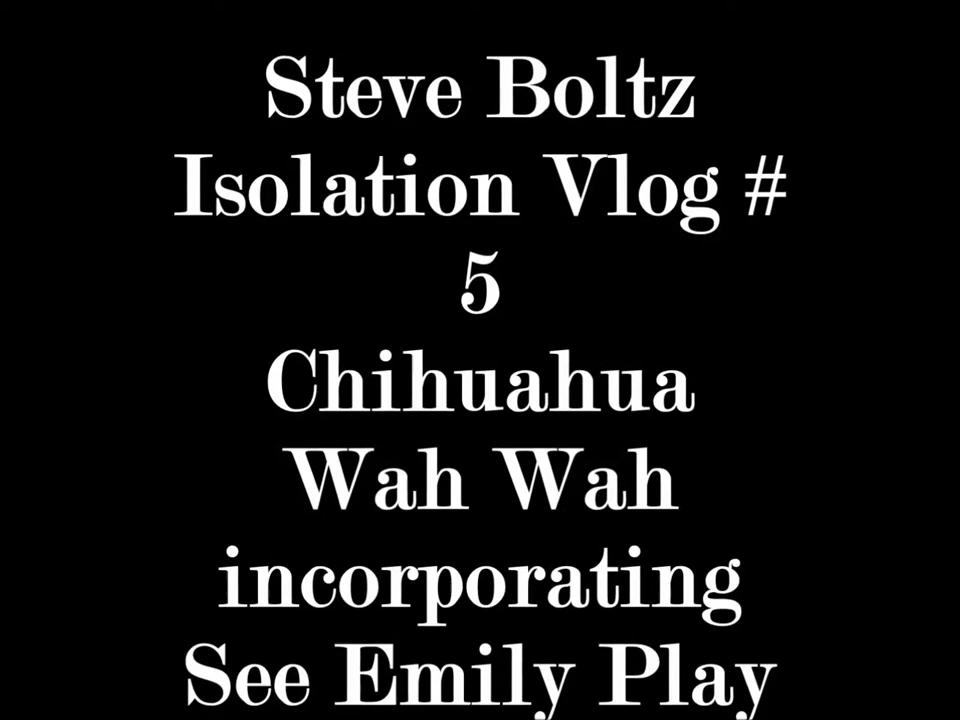 Steve Boltz
Isolation Vlog #
5
Chihuahua
Wah Wah
incorporating
See Emily Play